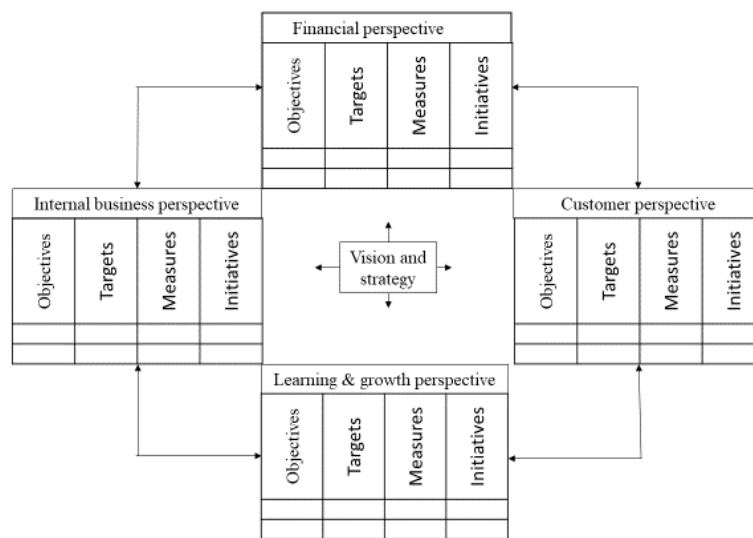 Financial perspective
Objectives
Targets
Measures
Initiatives
Internal business perspective
Objectives
Targets
Measures
Initiatives
Vision and
strategy
Customer perspective
Objectives
Targets
Measures
Initiatives
Learning & growth perspective
Objectives
Targets
Measures
Initiatives